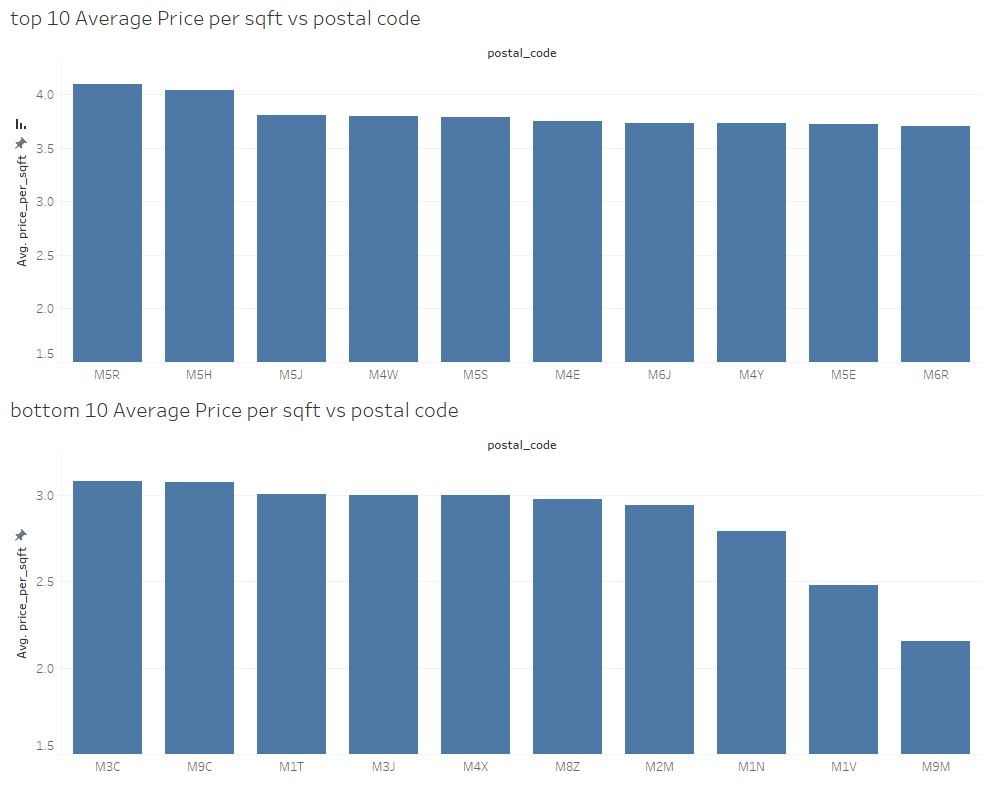 top 10 Average Price per sqft vs postal code
postal_code
Avg. price_per_sqft
4.0
3.5
3.0
2.5
2.0
1.5
M5R M5H M5J M4W M5S M4E M6J M4Y M5E M6R
bottom 10 Average Price per sqft vs postal code
postal_code
Avg. price_per_sqft
3.0
2.5
2.0
1.5
M3C M9C M1T M3J M4X M8Z M2M M1N M1V M9M